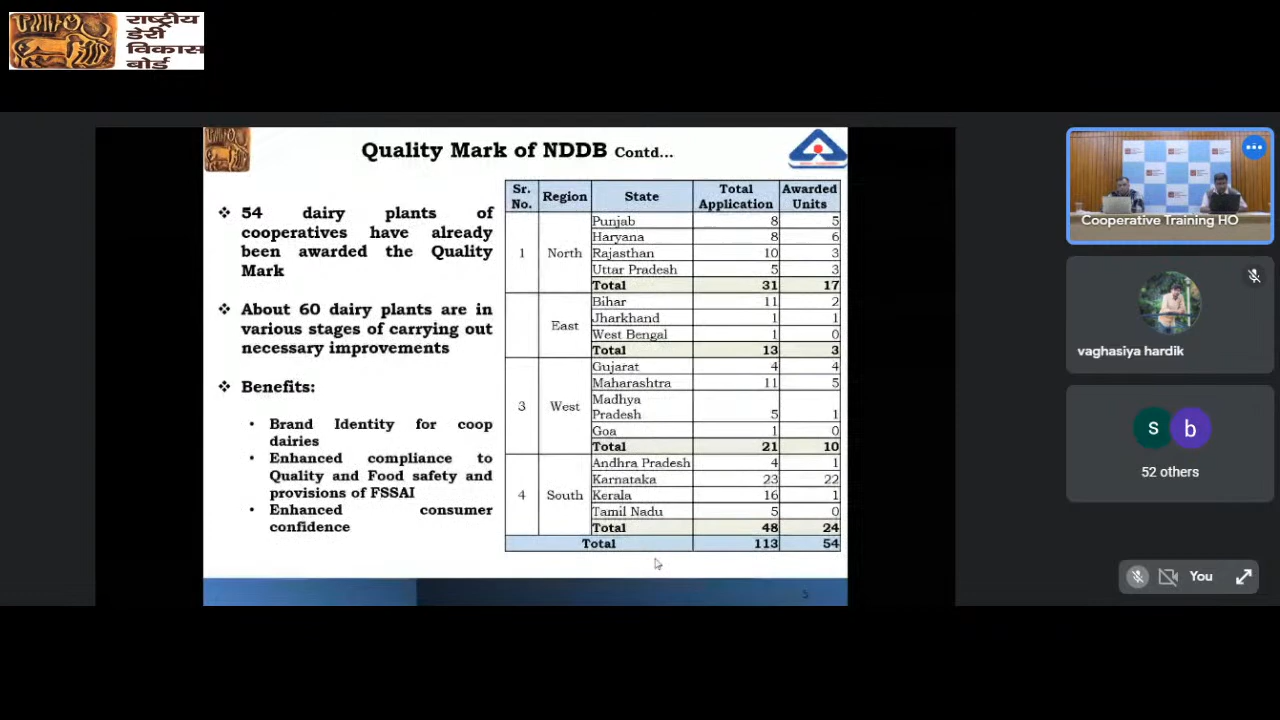 राष्ट्रीय
डेरी
विकास
बोर्ड
Quality Mark of NDDB Contd...
❖ 54 dairy plants of
cooperatives have already
been awarded the Quality
Mark
❖ About 60 dairy plants are in
various stages of carrying out
necessary improvements
❖ Benefits:
• Brand Identity for coop
dairies
• Enhanced compliance to
Quality and Food safety and
provisions of FSSAI
• Enhanced consumer
confidence
Sr. No. Region State Total Application Awarded Units
1 North Punjab 8 5
Haryana 8 6
Rajasthan 10 3
Uttar Pradesh 5 3
Total 31 17
East Bihar 11 2
Jharkhand 1 1
West Bengal 1 0
Total 13 3
3 West Gujarat 4 4
Maharashtra 11 5
Madhya
Pradesh 5 1
Goa 1 0
Total 21 10
4 South Andhra Pradesh 4 1
Karnataka 23 22
Kerala 16 1
Tamil Nadu 5 0
Total 48 24
Total 113 54
5
Cooperative Training HO
vaghasiya hardik
s b
52 others
You